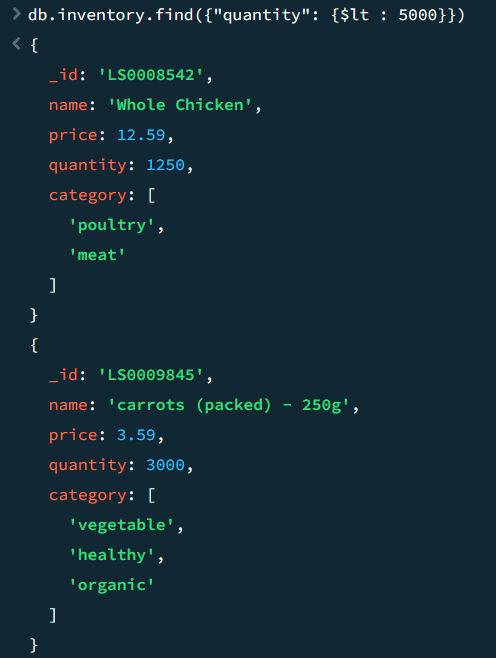 > db.inventory.find({"quantity": {$lt : 5000}})
< {
_id: 'LS0008542',
name: 'Whole Chicken',
price: 12.59,
quantity: 1250,
category: [
'poultry',
'meat'
]
}
{
_id: 'LS0009845',
name: 'carrots (packed) - 250g',
price: 3.59,
quantity: 3000,
category: [
'vegetable',
'healthy',
'organic'
]
}